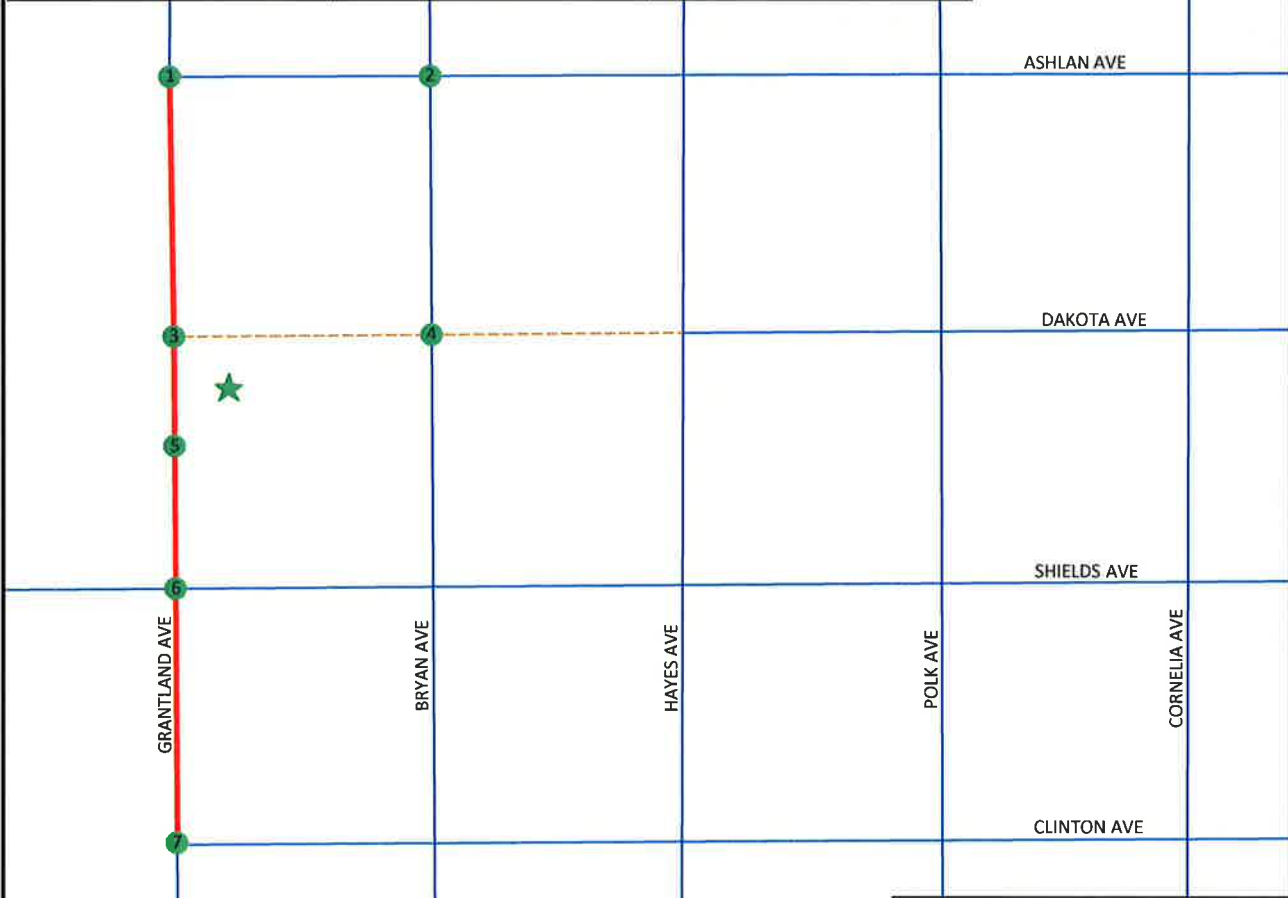 1
2
ASHLAN AVE
3
4
DAKOTA AVE
5
6
SHIELDS AVE
GRANTLAND AVE
BRYAN AVE
HAYES AVE
POLK AVE
CORNELIA AVE
7
CLINTON AVE